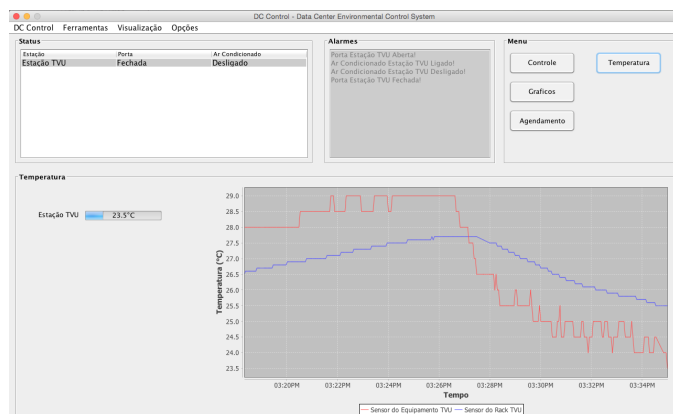 DC Control - Data Center Environmental Control System
DC Control Ferramentas Visualização Opções
Status
Estação Porta Ar Condicionado
Estação TVU Fechada Desligado
Alarmes
Porta Estação TVU Aberta!
Ar Condicionado Estação TVU Ligado!
Ar Condicionado Estação TVU Desligado!
Porta Estação TVU Fechada!
Menu
Controle Temperatura
Graficos
Agendamento
Temperatura
Estação TVU 23.5°C
Temperatura (°C)
29.0
28.5
28.0
27.5
27.0
26.5
26.0
25.5
25.0
24.5
24.0
23.5
03:20PM 03:22PM 03:24PM 03:26PM 03:28PM 03:30PM 03:32PM 03:34PM
Tempo
Sensor do Equipamento TVU Sensor do Rack TVU